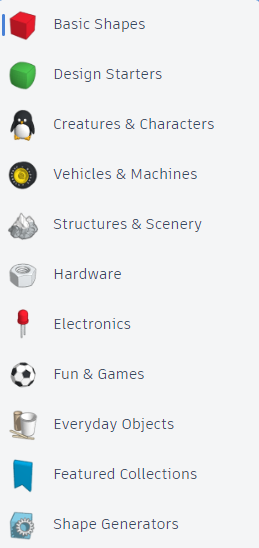 Basic Shapes
Design Starters
Creatures & Characters
Vehicles & Machines
Structures & Scenery
Hardware
Electronics
Fun & Games
Everyday Objects
Featured Collections
Shape Generators